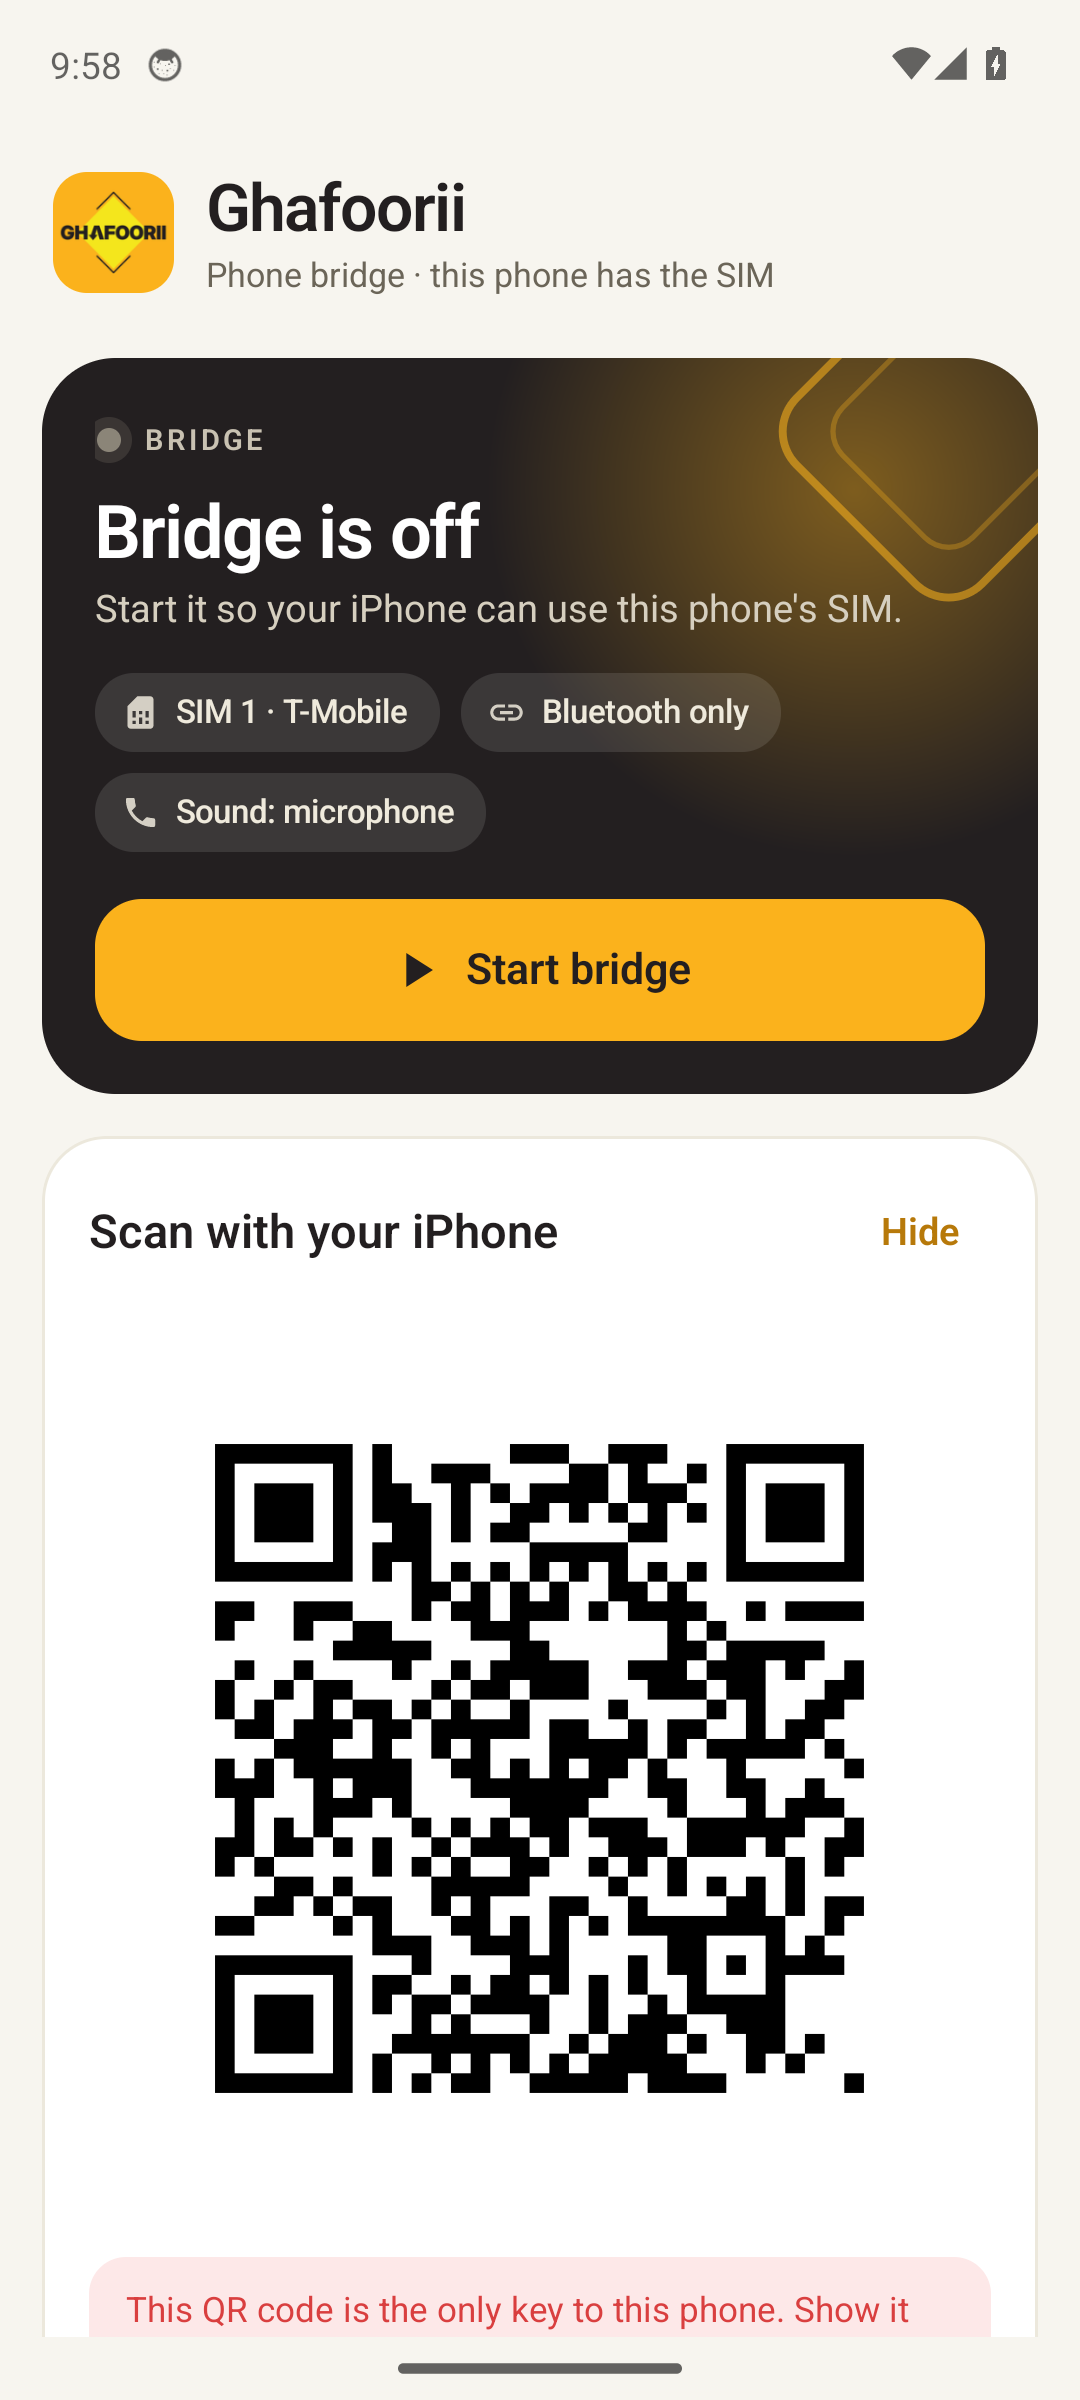 9:58
GHAFOORII
Ghafoorii
Phone bridge · this phone has the SIM
BRIDGE
Bridge is off
Start it so your iPhone can use this phone's SIM.
SIM 1 · T-Mobile
Bluetooth only
Sound: microphone
Start bridge
Scan with your iPhone
Hide
This QR code is the only key to this phone. Show it